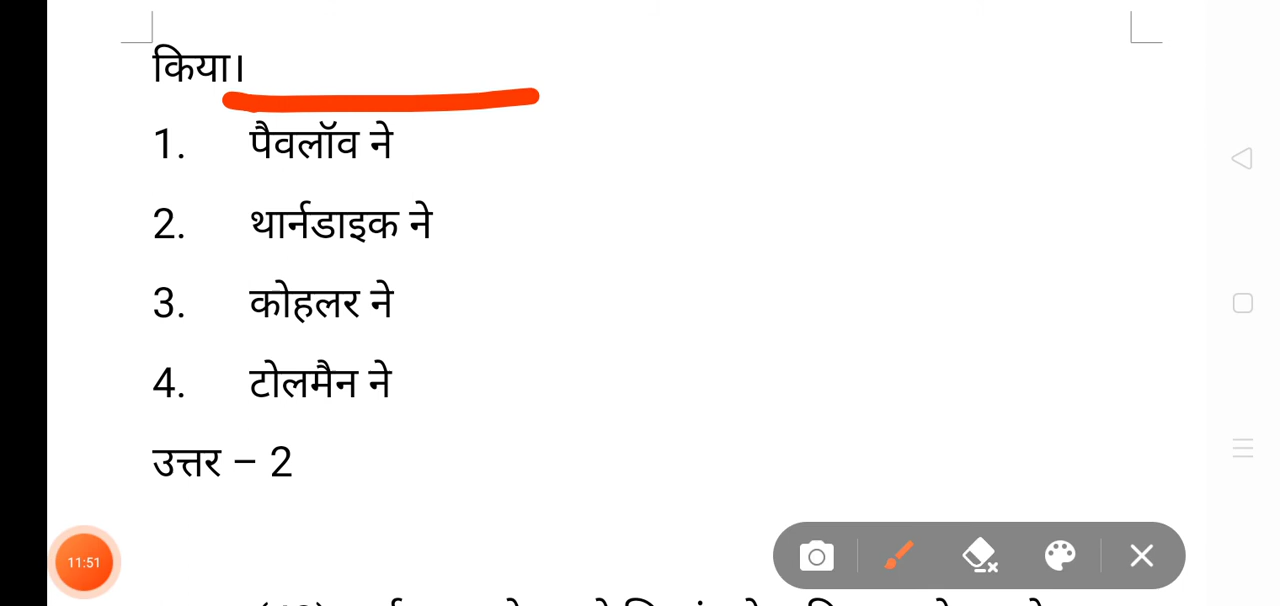 किया।
1. पैवलॉव ने
2. थार्नडाइक ने
3. कोहलर ने
4. टोलमैन ने
उत्तर – 2
11:51